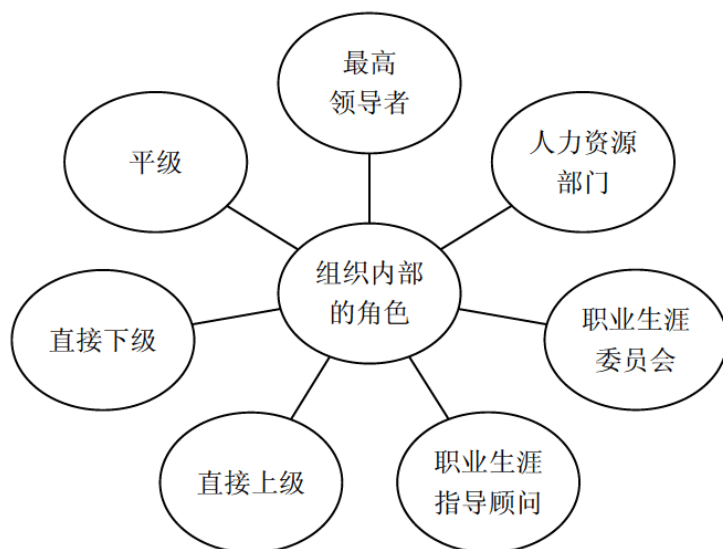 最高
领导者
人力资源
部门
平级
组织内部
的角色
直接下级
职业生涯
委员会
直接上级
职业生涯
指导顾问